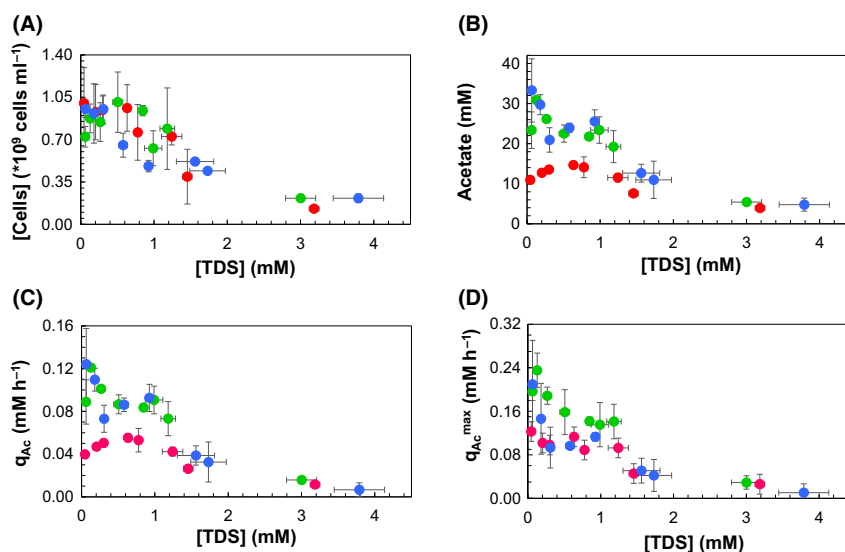 (A)
[Cells] (*10⁹ cells ml⁻¹)
1.40
1.05
0.70
0.35
0.00
0 1 2 3 4
[TDS] (mM)
(B)
Acetate (mM)
40
30
20
10
0
0 1 2 3 4
[TDS] (mM)
(C)
qAc (mM h⁻¹)
0.16
0.12
0.08
0.04
0.00
0 1 2 3 4
[TDS] (mM)
(D)
qAc max (mM h⁻¹)
0.32
0.24
0.16
0.08
0.00
0 1 2 3 4
[TDS] (mM)